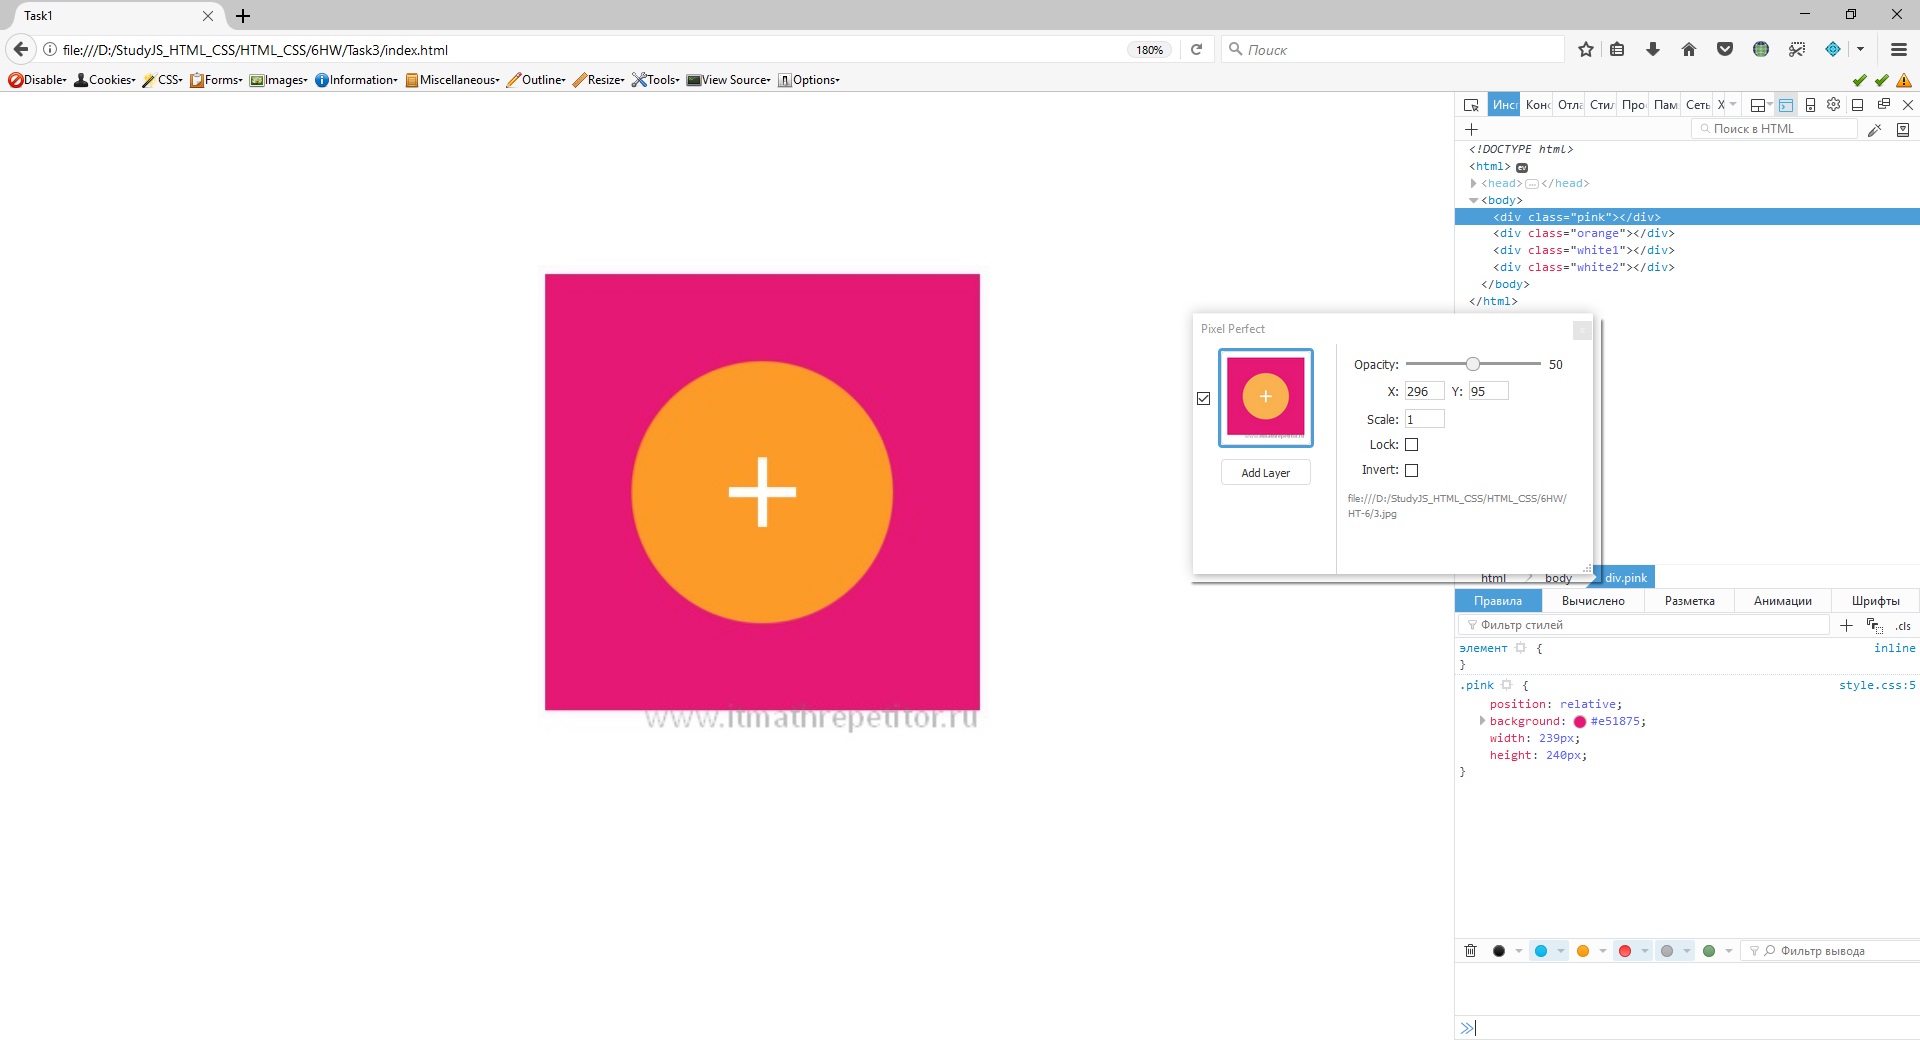 Task1
file:///D:/StudyJS_HTML_CSS/HTML_CSS/6HW/Task3/index.html
180%
Поиск
Disable
Cookies
CSS
Forms
Images
Information
Miscellaneous
Outline
Resize
Tools
View Source
Options
Инс
Кон
Отла
Стил
Про
Пам
Сеть
Х
Поиск в HTML
<!DOCTYPE html>
<html> ev
<head>…</head>
<body>
<div class="pink"></div>
<div class="orange"></div>
<div class="white1"></div>
<div class="white2"></div>
</body>
</html>
Pixel Perfect
Opacity: 50
X: 296 Y: 95
Scale: 1
Lock:
Invert:
Add Layer
file:///D:/StudyJS_HTML_CSS/HTML_CSS/6HW/
HT-6/3.jpg
www.itmathrepetitor.ru
html body div.pink
Правила Вычислено Разметка Анимации Шрифты
Фильтр стилей + .cls
элемент { inline
}
.pink { style.css:5
position: relative;
background: #e51875;
width: 239px;
height: 240px;
}
Фильтр вывода